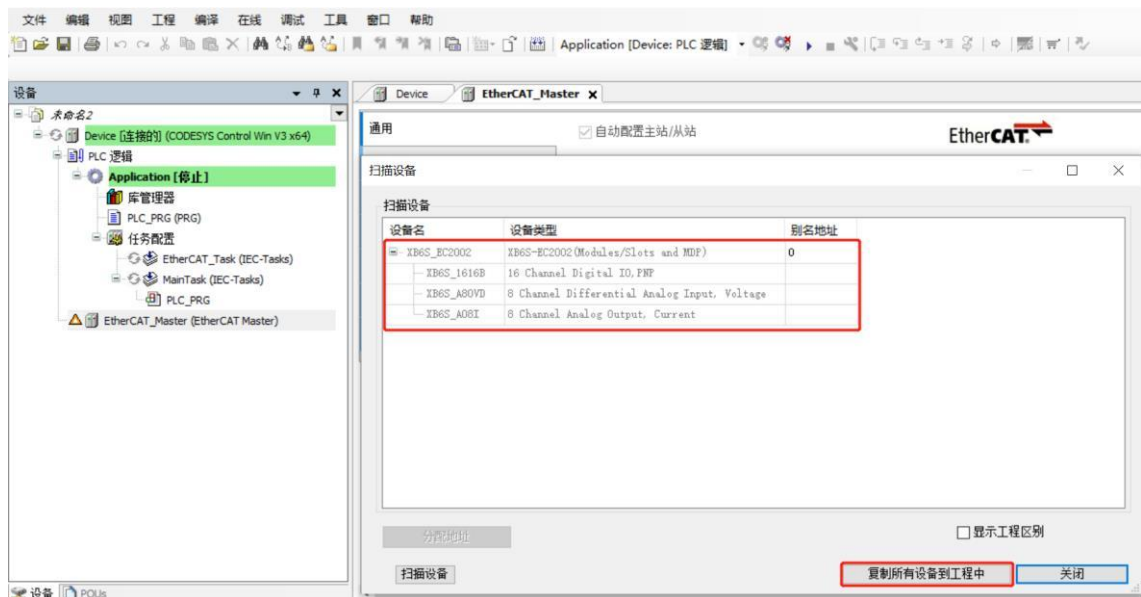 文件 编辑 视图 工程 编译 在线 调试 工具 窗口 帮助
Application [Device: PLC 逻辑]
设备
Device
EtherCAT_Master
未命名2
Device [连接的] (CODESYS Control Win V3 x64)
PLC 逻辑
Application [停止]
库管理器
PLC_PRG (PRG)
任务配置
EtherCAT_Task (IEC-Tasks)
MainTask (IEC-Tasks)
PLC_PRG
EtherCAT_Master (EtherCAT Master)
通用
自动配置主站/从站
EtherCAT
扫描设备
扫描设备
设备名 设备类型 别名地址
XB6S_EC2002 XB6S-EC2002(Modules/Slots and MDP) 0
XB6S_1616B 16 Channel Digital IO,PNP
XB6S_A80VD 8 Channel Differential Analog Input, Voltage
XB6S_A08I 8 Channel Analog Output, Current
分配地址
显示工程区别
扫描设备
复制所有设备到工程中
关闭
设备 POUs